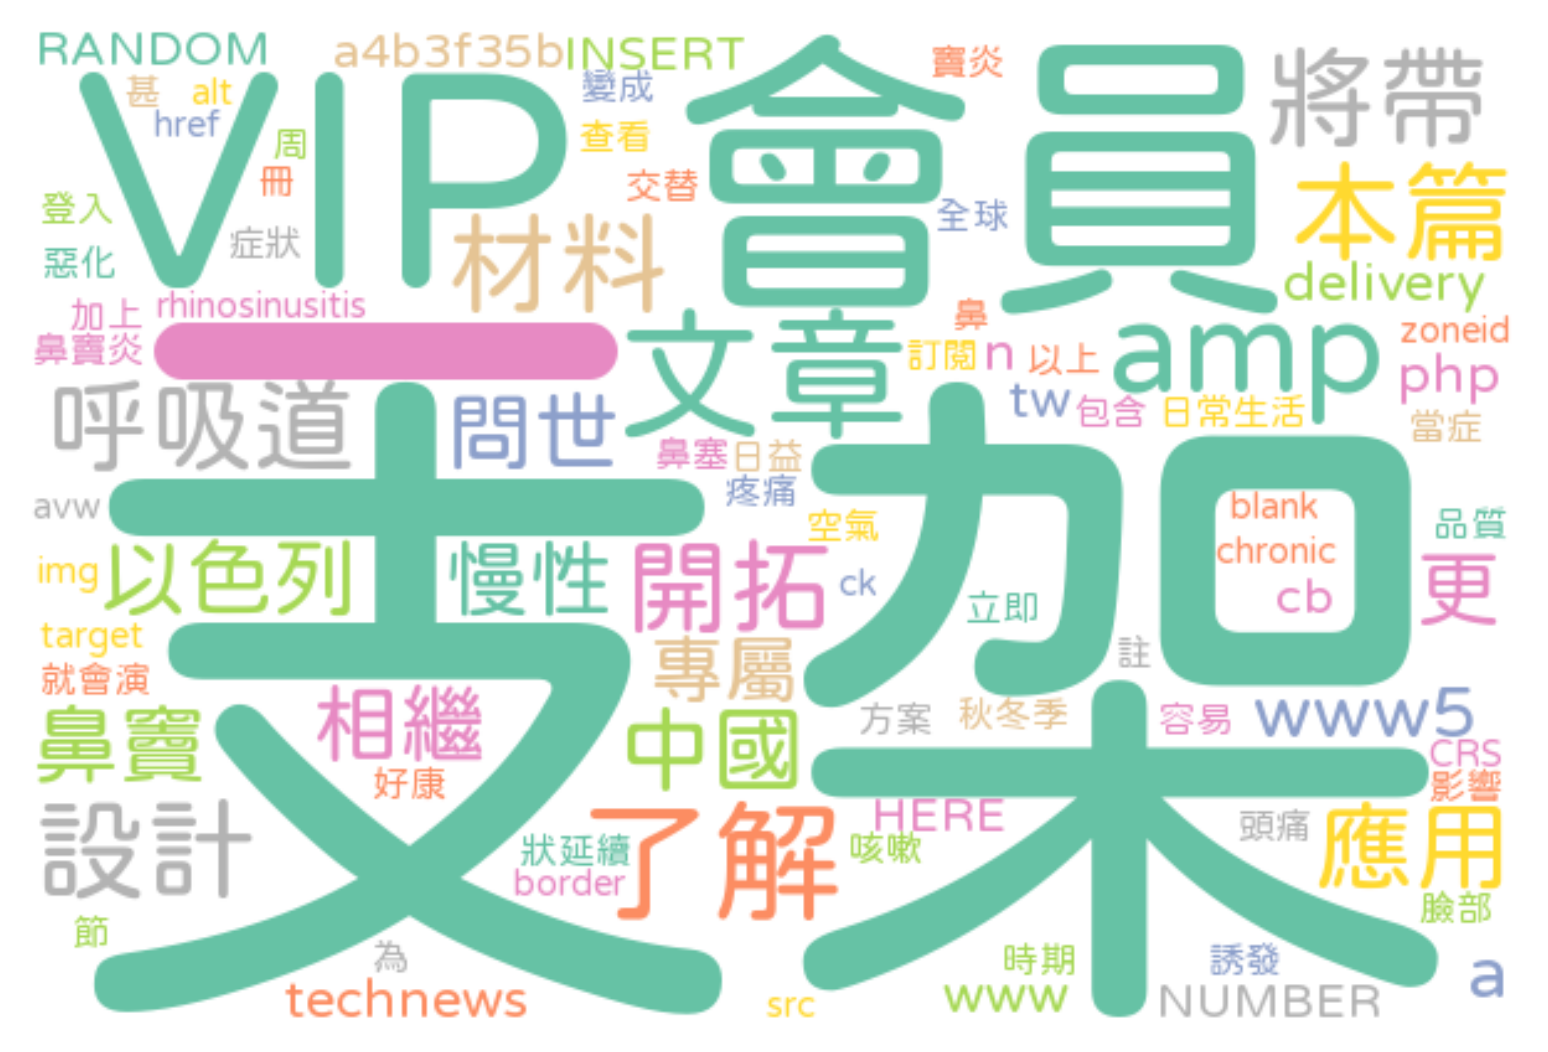 RANDOM
a4b3f35b
INSERT
VIP
會員
竇炎
將帶
甚
alt
href
變成
查看
周
冊
交替
登入
症狀
惡化
材料
全球
本篇
delivery
加上
rhinosinusitis
鼻竇炎
一
文章
鼻
訂閱
n
以上
amp
zoneid
php
呼吸道
問世
tw
包含
日常生活
當症
支架
鼻塞
日益
疼痛
avw
空氣
blank
chronic
cb
品質
img
以色列
慢性
開拓
ck
立即
更
target
就會演
專屬
註
鼻竇
相繼
好康
中國
方案
秋冬季
容易
www5
CRS
影響
設計
狀延續
border
了解
HERE
咳嗽
頭痛
應用
臉部
節
為
technews
src
時期
www
誘發
NUMBER
a